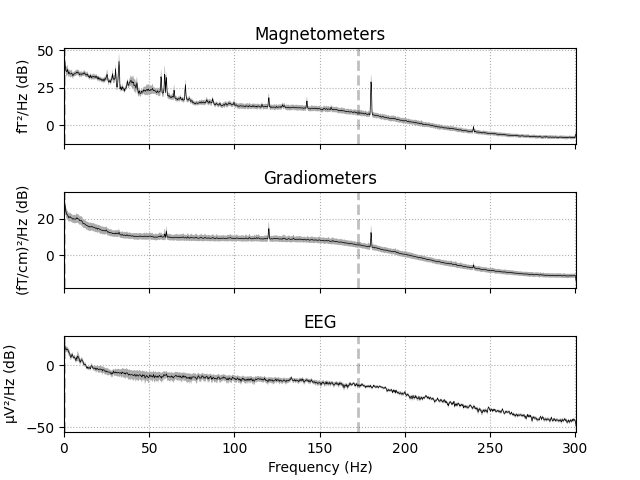 Magnetometers
fT²/Hz (dB)
50
25
0
Gradiometers
(fT/cm)²/Hz (dB)
20
0
EEG
µV²/Hz (dB)
0
−50
0 50 100 150 200 250 300
Frequency (Hz)